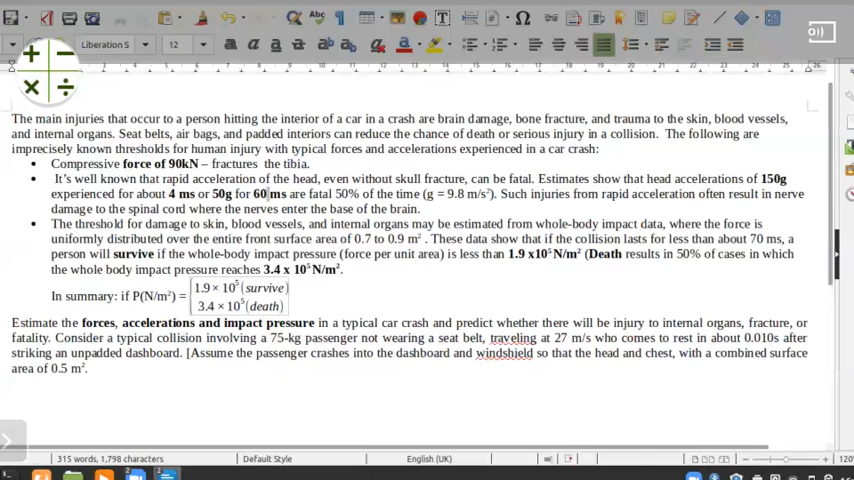 Liberation S
12
The main injuries that occur to a person hitting the interior of a car in a crash are brain damage, bone fracture, and trauma to the skin, blood vessels,
and internal organs. Seat belts, air bags, and padded interiors can reduce the chance of death or serious injury in a collision. The following are
imprecisely known thresholds for human injury with typical forces and accelerations experienced in a car crash:
• Compressive force of 90kN – fractures the tibia.
• It's well known that rapid acceleration of the head, even without skull fracture, can be fatal. Estimates show that head accelerations of 150g
experienced for about 4 ms or 50g for 60 ms are fatal 50% of the time (g = 9.8 m/s²). Such injuries from rapid acceleration often result in nerve
damage to the spinal cord where the nerves enter the base of the brain.
• The threshold for damage to skin, blood vessels, and internal organs may be estimated from whole-body impact data, where the force is
uniformly distributed over the entire front surface area of 0.7 to 0.9 m² . These data show that if the collision lasts for less than about 70 ms, a
person will survive if the whole-body impact pressure (force per unit area) is less than 1.9 x10⁵ N/m² (Death results in 50% of cases in which
the whole body impact pressure reaches 3.4 x 10⁵ N/m².
In summary: if P(N/m²) = { 1.9 × 10⁵ (survive)
3.4 × 10⁵ (death)
Estimate the forces, accelerations and impact pressure in a typical car crash and predict whether there will be injury to internal organs, fracture, or
fatality. Consider a typical collision involving a 75-kg passenger not wearing a seat belt, traveling at 27 m/s who comes to rest in about 0.010s after
striking an unpadded dashboard. [Assume the passenger crashes into the dashboard and windshield so that the head and chest, with a combined surface
area of 0.5 m².
315 words, 1,798 characters
Default Style
English (UK)